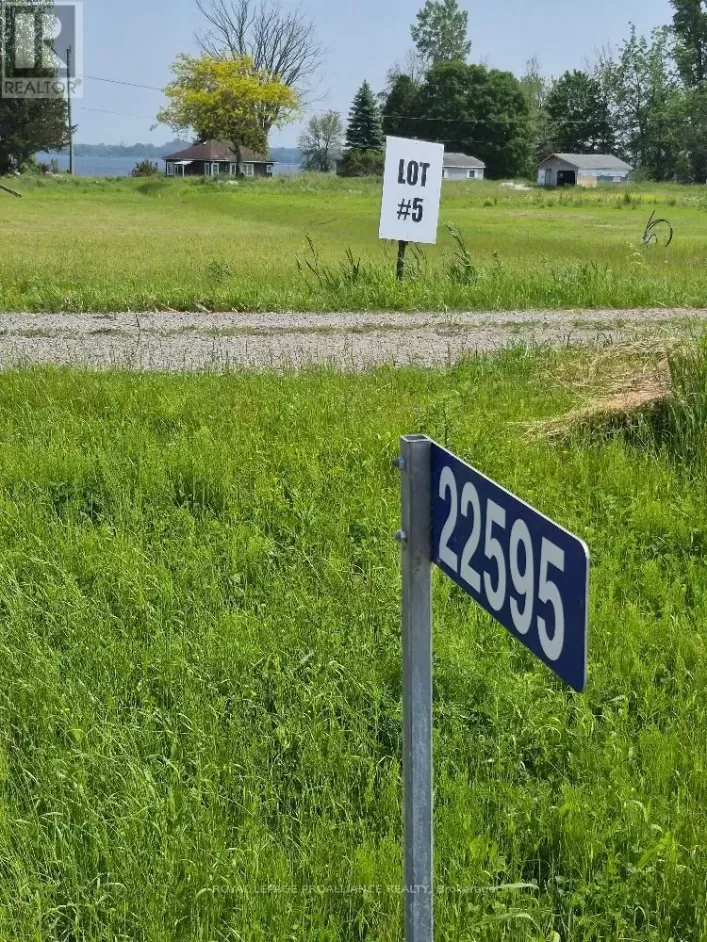 R
REALTOR
LOT
#5
22595
ROYAL LEPAGE PROALLIANCE REALTY, Brokerage